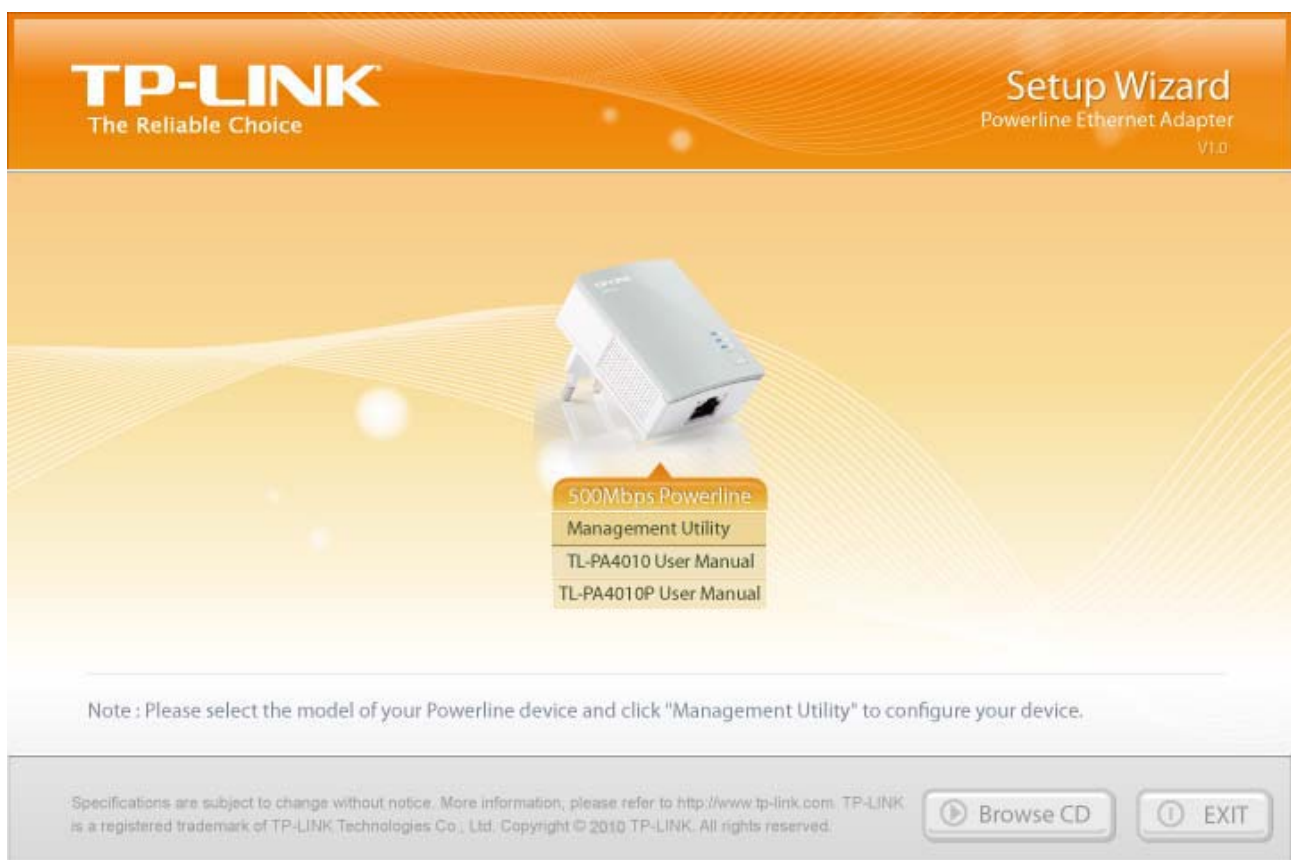 TP-LINK
The Reliable Choice
Setup Wizard
Powerline Ethernet Adapter
V1.0
TP-LINK
500Mbps Powerline
Management Utility
TL-PA4010 User Manual
TL-PA4010P User Manual
Note : Please select the model of your Powerline device and click "Management Utility" to configure your device.
Specifications are subject to change without notice. More information, please refer to http://www.tp-link.com. TP-LINK
is a registered trademark of TP-LINK Technologies Co., Ltd. Copyright © 2010 TP-LINK. All rights reserved.
Browse CD
EXIT